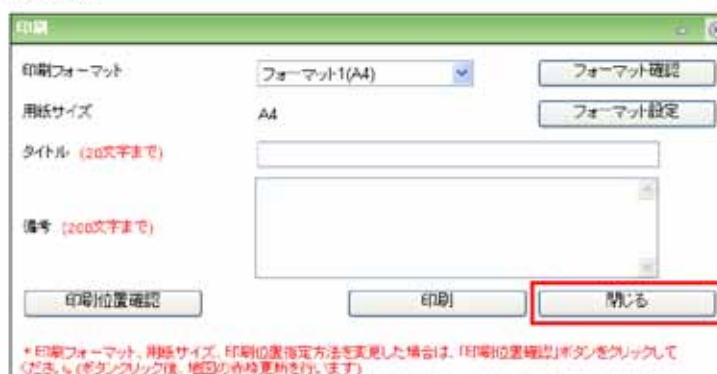 印刷
印刷フォーマット フォーマット1(A4) フォーマット確認
用紙サイズ A4 フォーマット設定
タイトル (20文字まで)
備考 (200文字まで)
印刷位置確認 印刷 閉じる
*印刷フォーマット、用紙サイズ、印刷位置指定方法を変更した場合は、「印刷位置確認」ボタンをクリックして
ください。(ボタンクリック後、地図の赤枠更新を行います)